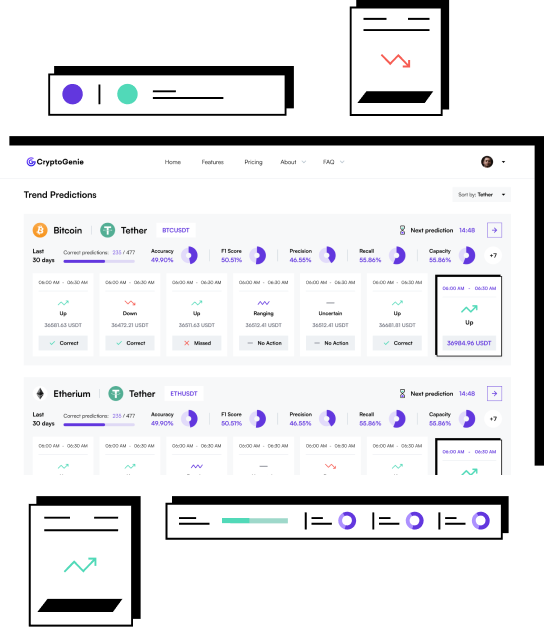 CryptoGenie Home Features Pricing About FAQ
Trend Predictions Sort by: Tether
Bitcoin Tether BTCUSDT Next prediction 14:48
Last 30 days Correct predictions: 235 / 477 Accuracy 49.90% F1 Score 50.51% Precision 46.55% Recall 55.86% Capacity 55.86% +7
06:00 AM - 06:30 AM 06:00 AM - 06:30 AM 06:00 AM - 06:30 AM 06:00 AM - 06:30 AM 06:00 AM - 06:30 AM 06:00 AM - 06:30 AM 06:00 AM - 06:30 AM
Up Down Up Ranging Uncertain Up Up
36581.63 USDT 36472.21 USDT 36511.63 USDT 36512.41 USDT 36512.41 USDT 36681.81 USDT 36984.96 USDT
Correct Correct Missed No Action No Action Correct
Etherium Tether ETHUSDT Next prediction 14:48
Last 30 days Correct predictions: 235 / 477 Accuracy 49.90% F1 Score 50.51% Precision 46.55% Recall 55.86% Capacity 55.86% +7
06:00 AM - 06:30 AM 06:00 AM - 06:30 AM 06:00 AM - 06:30 AM 06:00 AM - 06:30 AM 06:00 AM - 06:30 AM 06:00 AM - 06:30 AM 06:00 AM - 06:30 AM